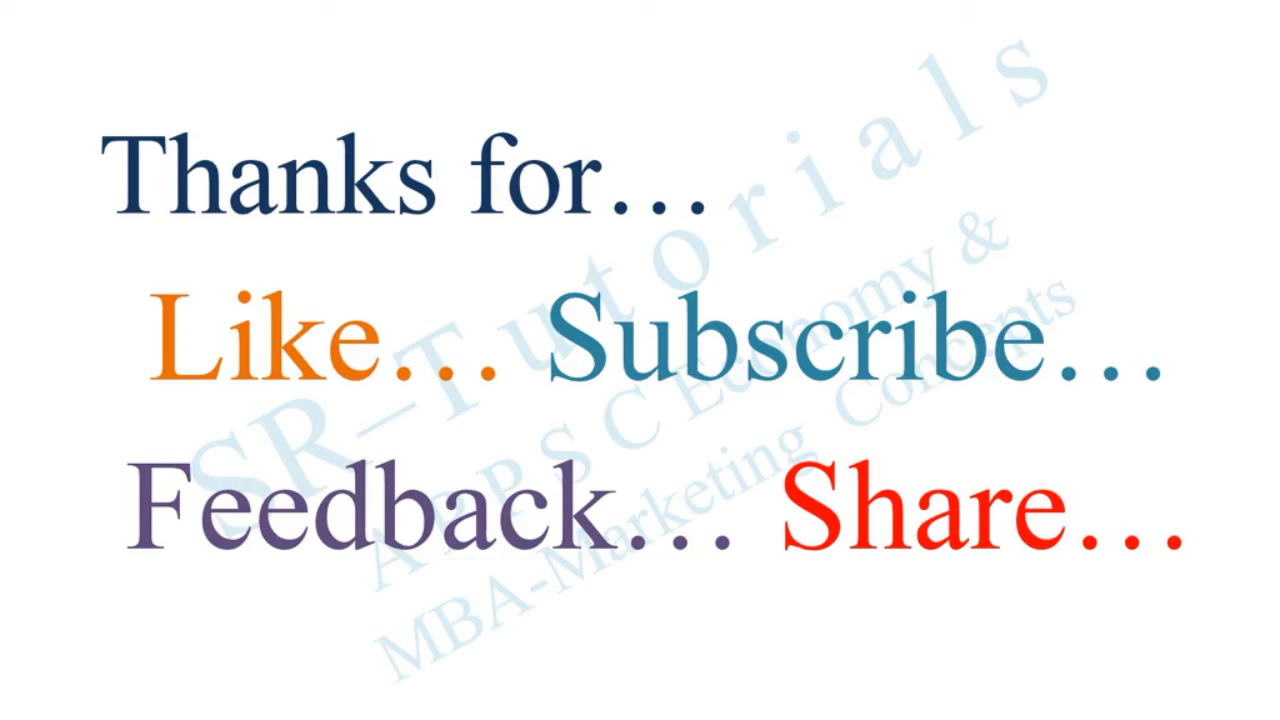 Thanks for…
Like… Subscribe…
Feedback… Share…
SR–Tutorials
APPSC Economy &
MBA-Marketing Concepts